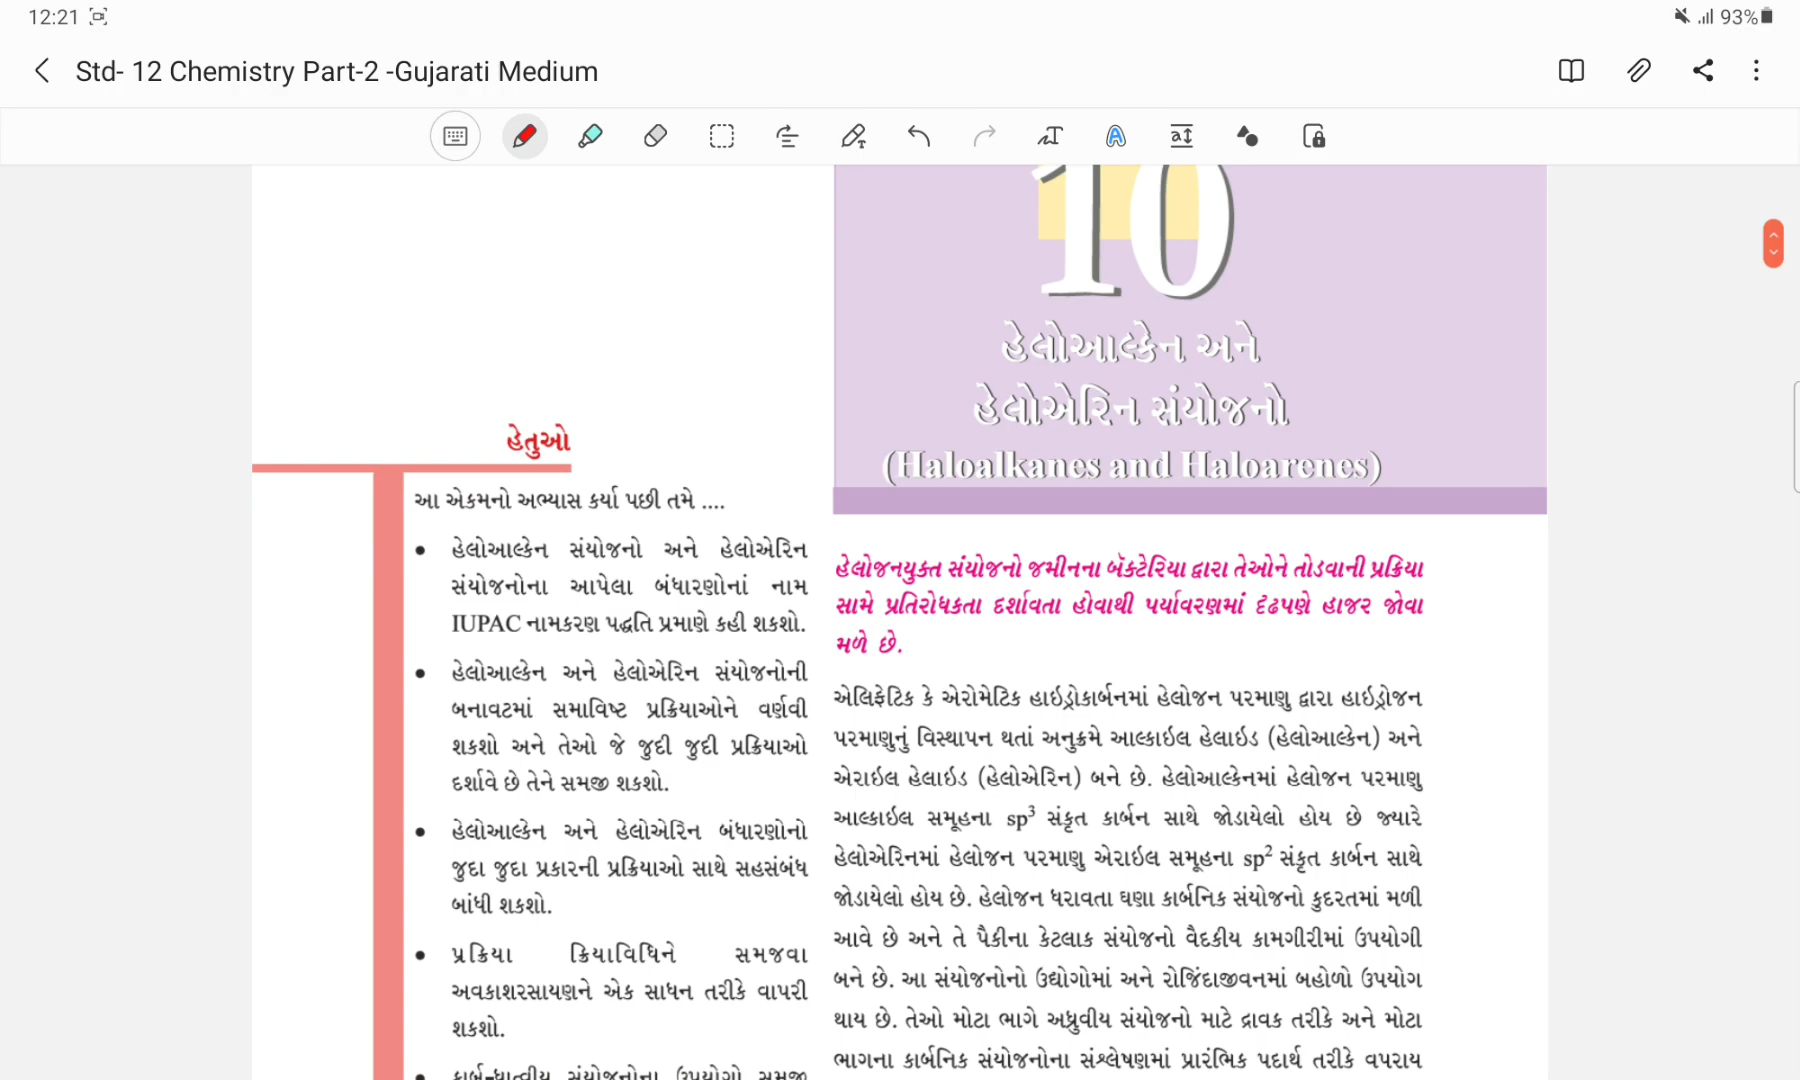 12:21
93%
Std- 12 Chemistry Part-2 -Gujarati Medium
10
હેલોઆલ્કેન અને
હેલોએરિન સંયોજનો
(Haloalkanes and Haloarenes)
હેતુઓ
આ એકમનો અભ્યાસ કર્યા પછી તમે ....
• હેલોઆલ્કેન સંયોજનો અને હેલોએરિન
સંયોજનોના આપેલા બંધારણોનાં નામ
IUPAC નામકરણ પદ્ધતિ પ્રમાણે કહી શકશો.
• હેલોઆલ્કેન અને હેલોએરિન સંયોજનોની
બનાવટમાં સમાવિષ્ટ પ્રક્રિયાઓને વર્ણવી
શકશો અને તેઓ જે જુદી જુદી પ્રક્રિયાઓ
દર્શાવે છે તેને સમજી શકશો.
• હેલોઆલ્કેન અને હેલોએરિન બંધારણોનો
જુદા જુદા પ્રકારની પ્રક્રિયાઓ સાથે સહસંબંધ
બાંધી શકશો.
• પ્રક્રિયા ક્રિયાવિધિને સમજવા
અવકાશરસાયણને એક સાધન તરીકે વાપરી
શકશો.
• કાર્બ-ધાત્વીય સંયોજનોના ઉપયોગો સમજી
હેલોજનયુક્ત સંયોજનો જમીનના બૅક્ટેરિયા દ્વારા તેઓને તોડવાની પ્રક્રિયા
સામે પ્રતિરોધકતા દર્શાવતા હોવાથી પર્યાવરણમાં દૃઢપણે હાજર જોવા
મળે છે.
એલિફેટિક કે એરોમેટિક હાઇડ્રોકાર્બનમાં હેલોજન પરમાણુ દ્વારા હાઇડ્રોજન
પરમાણુનું વિસ્થાપન થતાં અનુક્રમે આલ્કાઇલ હેલાઇડ (હેલોઆલ્કેન) અને
એરાઇલ હેલાઇડ (હેલોએરિન) બને છે. હેલોઆલ્કેનમાં હેલોજન પરમાણુ
આલ્કાઇલ સમૂહના sp³ સંકૃત કાર્બન સાથે જોડાયેલો હોય છે જ્યારે
હેલોએરિનમાં હેલોજન પરમાણુ એરાઇલ સમૂહના sp² સંકૃત કાર્બન સાથે
જોડાયેલો હોય છે. હેલોજન ધરાવતા ઘણા કાર્બનિક સંયોજનો કુદરતમાં મળી
આવે છે અને તે પૈકીના કેટલાક સંયોજનો વૈદકીય કામગીરીમાં ઉપયોગી
બને છે. આ સંયોજનોનો ઉદ્યોગોમાં અને રોજિંદાજીવનમાં બહોળો ઉપયોગ
થાય છે. તેઓ મોટા ભાગે અધ્રુવીય સંયોજનો માટે દ્રાવક તરીકે અને મોટા
ભાગના કાર્બનિક સંયોજનોના સંશ્લેષણમાં પ્રારંભિક પદાર્થ તરીકે વપરાય